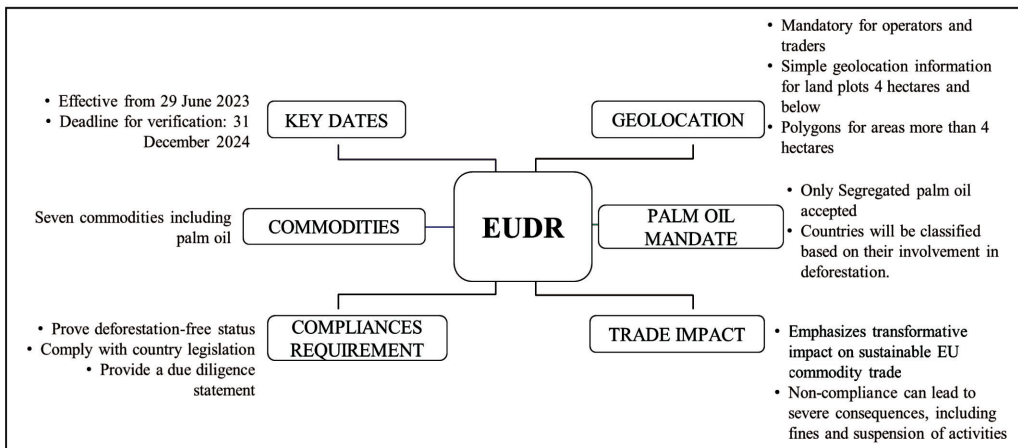 • Effective from 29 June 2023
• Deadline for verification: 31
December 2024
KEY DATES
Seven commodities including
palm oil
COMMODITIES
• Prove deforestation-free status
• Comply with country legislation
• Provide a due diligence
statement
COMPLIANCES
REQUIREMENT
EUDR
GEOLOCATION
• Mandatory for operators and
traders
• Simple geolocation information
for land plots 4 hectares and
below
• Polygons for areas more than 4
hectares
PALM OIL
MANDATE
• Only Segregated palm oil
accepted
• Countries will be classified
based on their involvement in
deforestation.
TRADE IMPACT
• Emphasizes transformative
impact on sustainable EU
commodity trade
• Non-compliance can lead to
severe consequences, including
fines and suspension of activities